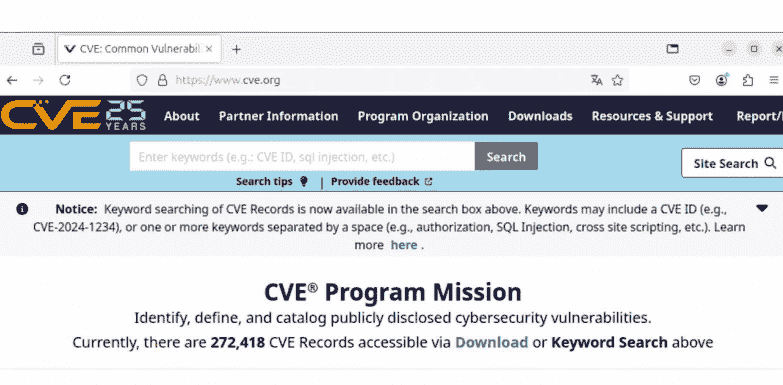 CVE: Common Vulnerabil
https://www.cve.org
CVE 25 YEARS
About Partner Information Program Organization Downloads Resources & Support Report/
Enter keywords (e.g.: CVE ID, sql injection, etc.) Search
Site Search
Search tips | Provide feedback
Notice: Keyword searching of CVE Records is now available in the search box above. Keywords may include a CVE ID (e.g.,
CVE-2024-1234), or one or more keywords separated by a space (e.g., authorization, SQL Injection, cross site scripting, etc.). Learn
more here .
CVE® Program Mission
Identify, define, and catalog publicly disclosed cybersecurity vulnerabilities.
Currently, there are 272,418 CVE Records accessible via Download or Keyword Search above